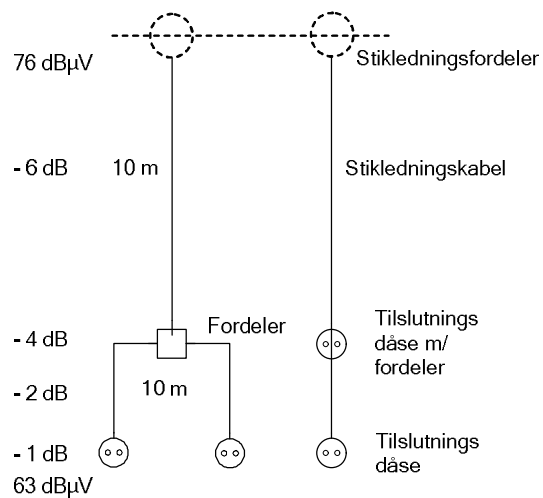 76 dBµV
Stikledningsfordeler
- 6 dB
10 m
Stikledningskabel
Fordeler
- 4 dB
Tilslutnings
dåse m/
fordeler
- 2 dB
10 m
- 1 dB
Tilslutnings
dåse
63 dBµV